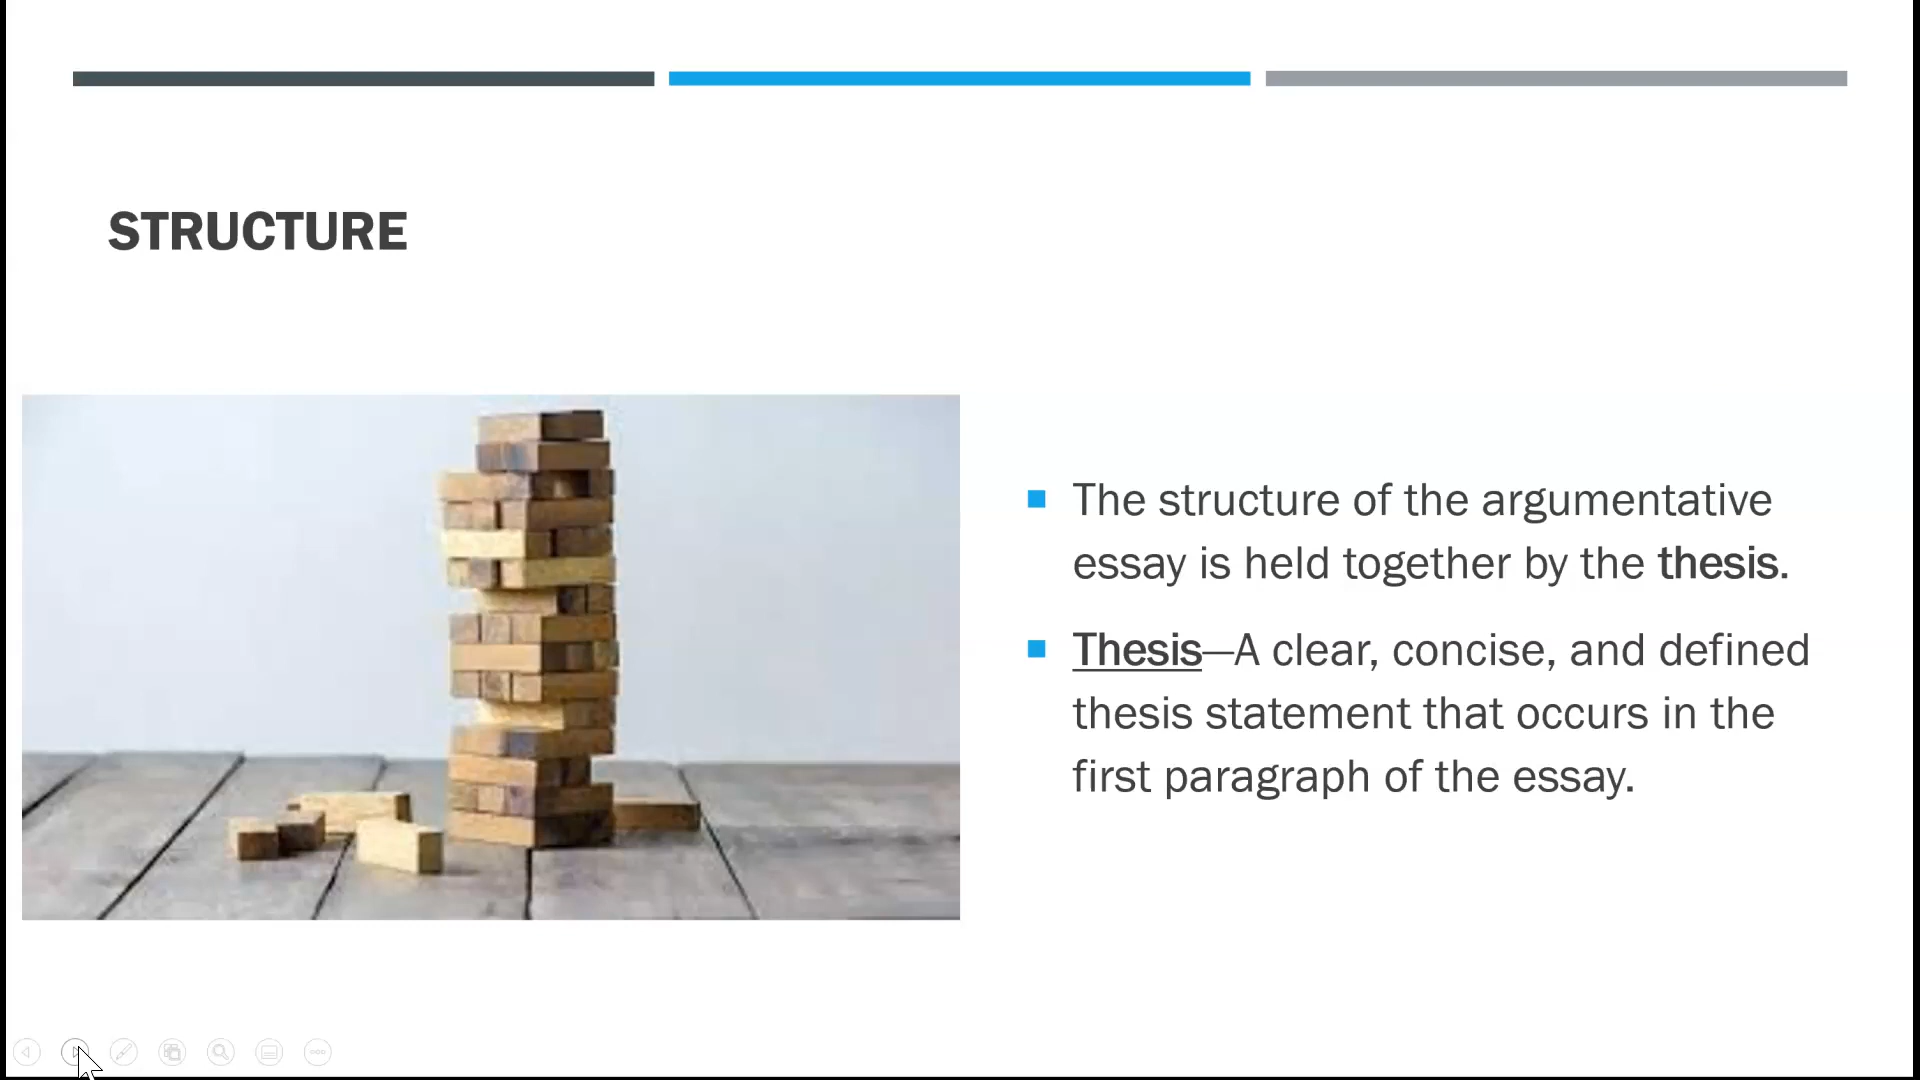 STRUCTURE
The structure of the argumentative
essay is held together by the thesis.
Thesis—A clear, concise, and defined
thesis statement that occurs in the
first paragraph of the essay.